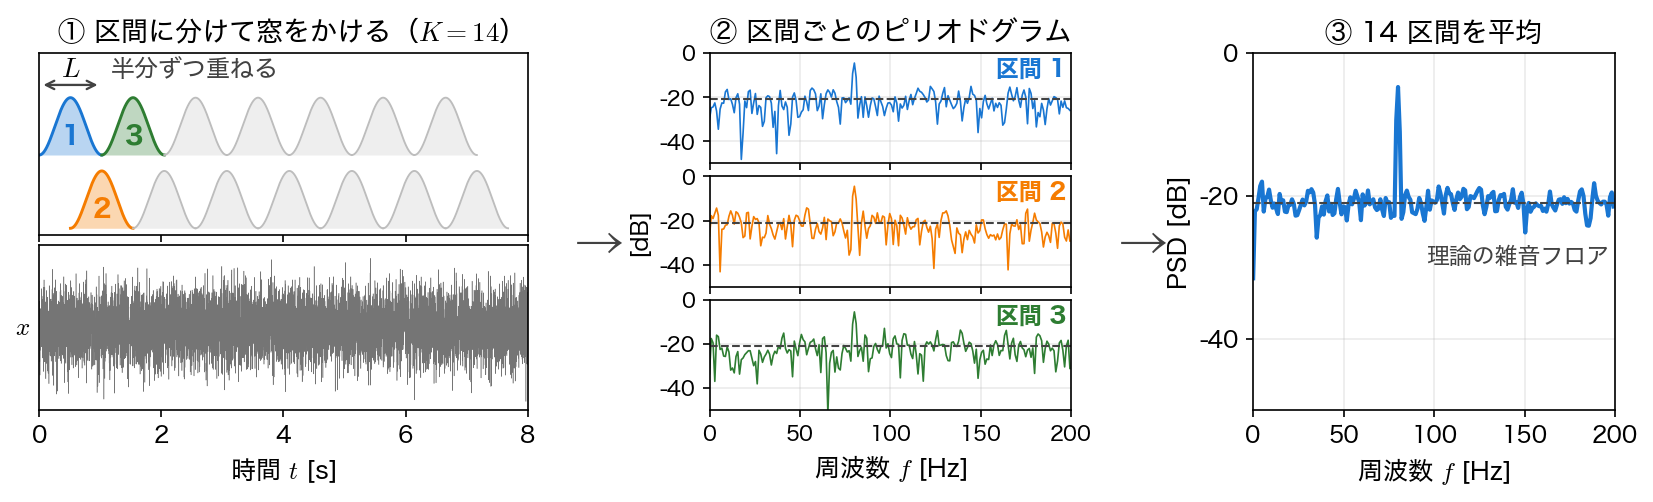 ① 区間に分けて窓をかける（K = 14）
L
半分ずつ重ねる
1
3
2
x
0 2 4 6 8
時間 t [s]
② 区間ごとのピリオドグラム
区間 1
0
-20
-40
区間 2
0
-20
-40
[dB]
区間 3
0
-20
-40
0 50 100 150 200
周波数 f [Hz]
③ 14 区間を平均
0
-20
-40
PSD [dB]
理論の雑音フロア
0 50 100 150 200
周波数 f [Hz]